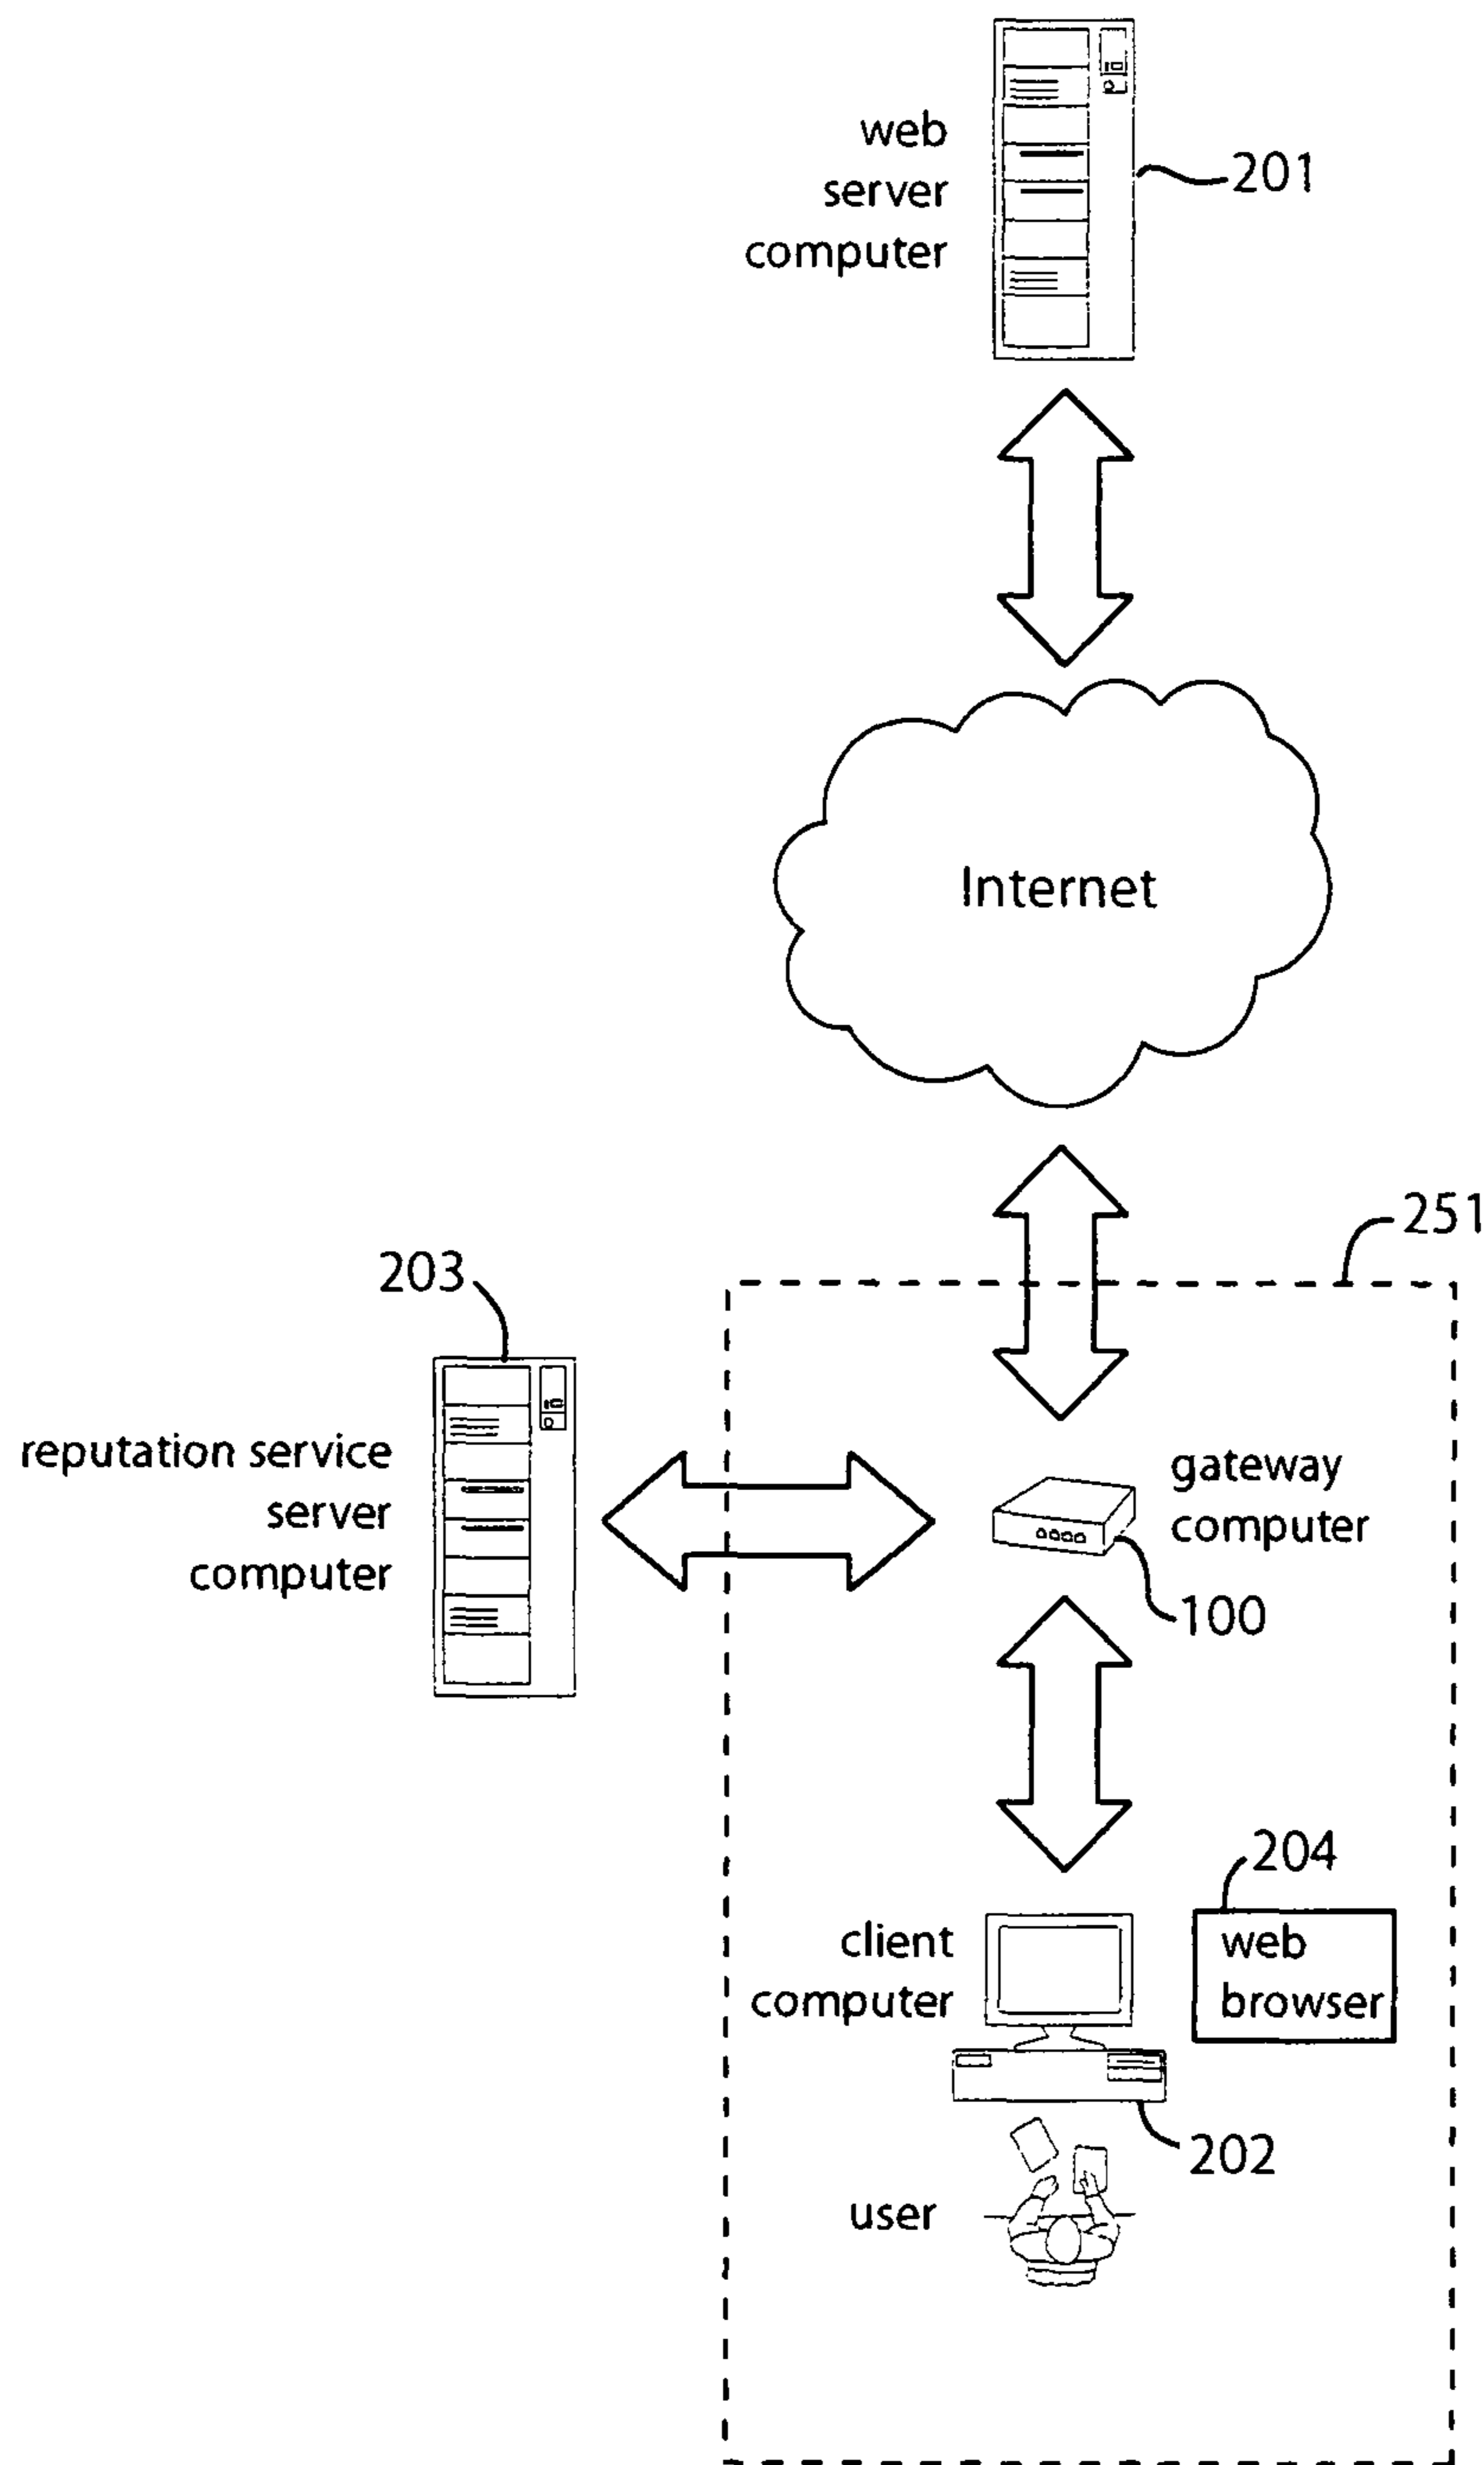 web
server
computer
201
Internet
251
203
reputation service
server
computer
gateway
computer
100
204
client
computer
web
browser
202
user